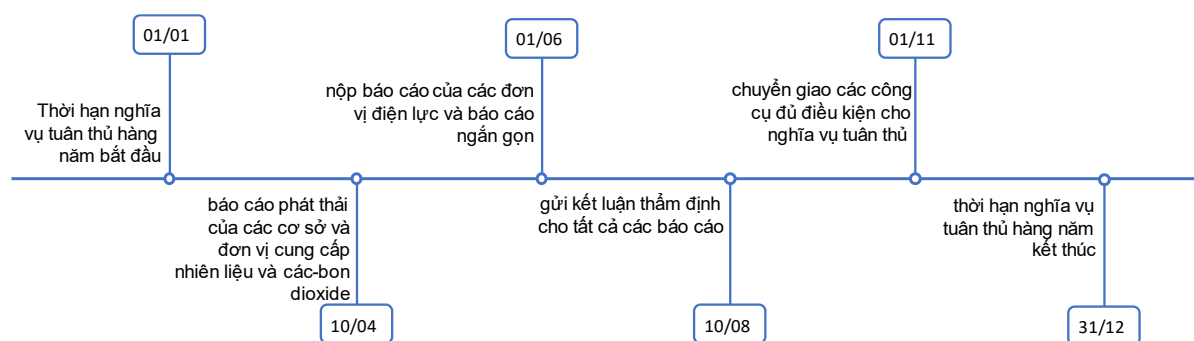 01/01
Thời hạn nghĩa
vụ tuân thủ hàng
năm bắt đầu
báo cáo phát thải
của các cơ sở và
đơn vị cung cấp
nhiên liệu và các-bon
dioxide
10/04
01/06
nộp báo cáo của các đơn
vị điện lực và báo cáo
ngắn gọn
gửi kết luận thẩm định
cho tất cả các báo cáo
10/08
01/11
chuyển giao các công
cụ đủ điều kiện cho
nghĩa vụ tuân thủ
thời hạn nghĩa vụ
tuân thủ hàng năm
kết thúc
31/12